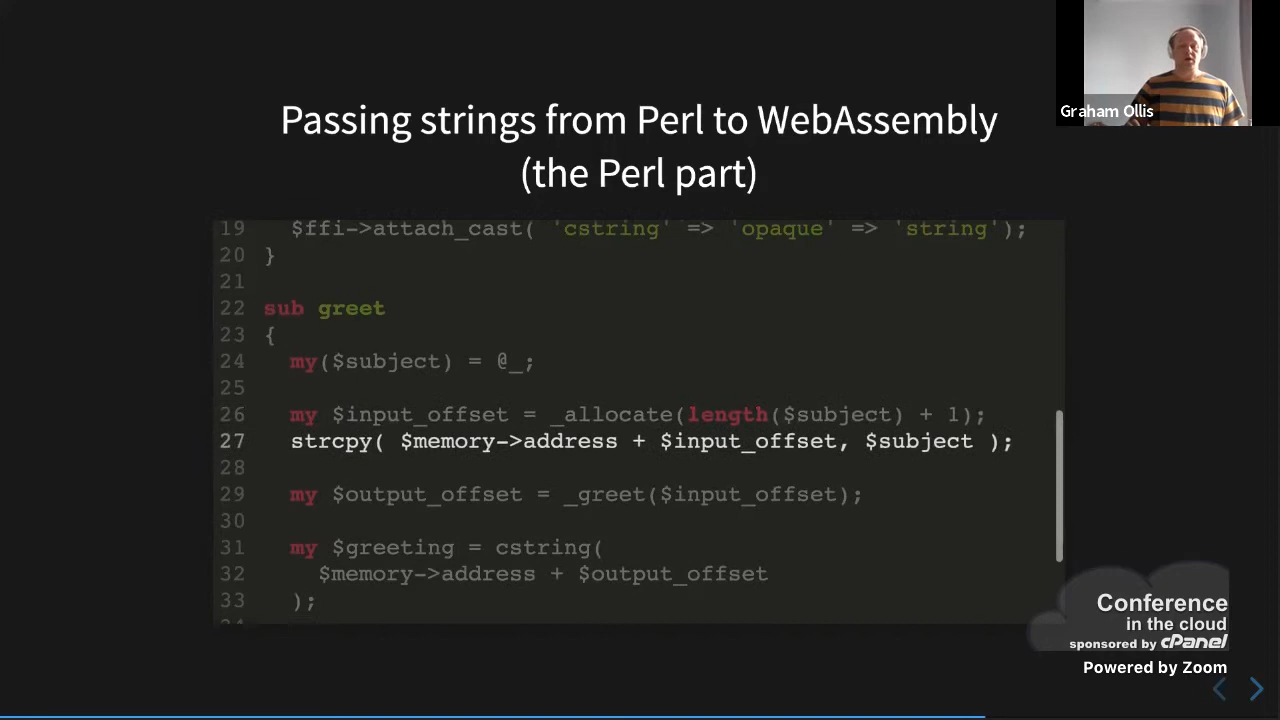 Graham Ollis
Passing strings from Perl to WebAssembly
(the Perl part)
19 $ffi->attach_cast( 'cstring' => 'opaque' => 'string');
20 }
21
22 sub greet
23 {
24 my($subject) = @_;
25
26 my $input_offset = _allocate(length($subject) + 1);
27 strcpy( $memory->address + $input_offset, $subject );
28
29 my $output_offset = _greet($input_offset);
30
31 my $greeting = cstring(
32 $memory->address + $output_offset
33 );
Conference
in the cloud
sponsored by cPanel
Powered by Zoom